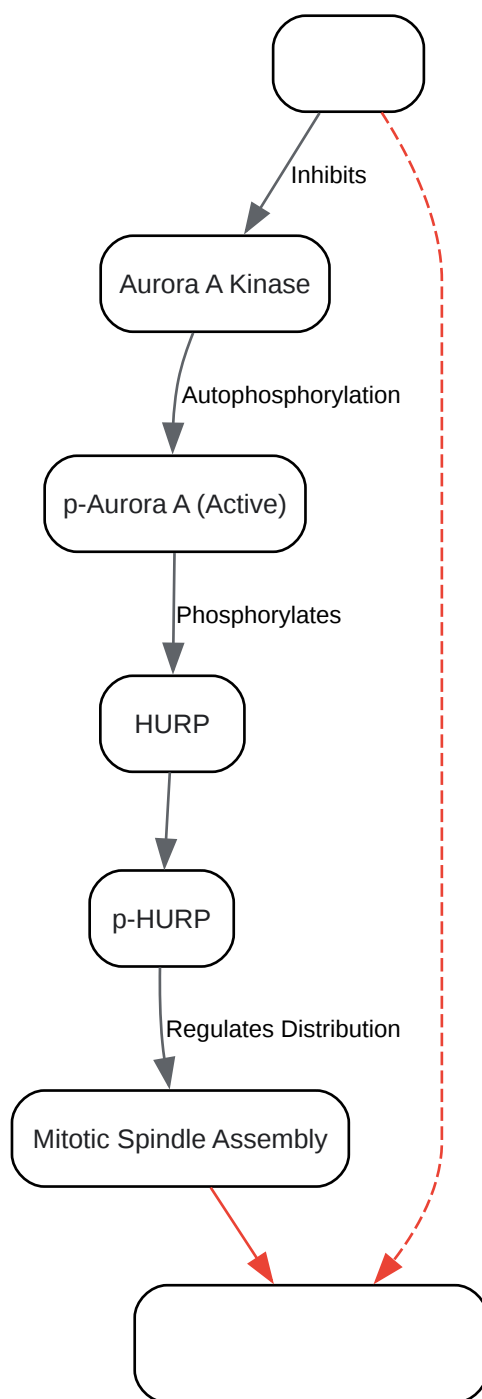 Inhibits
Aurora A Kinase
Autophosphorylation
p-Aurora A (Active)
Phosphorylates
HURP
p-HURP
Regulates Distribution
Mitotic Spindle Assembly